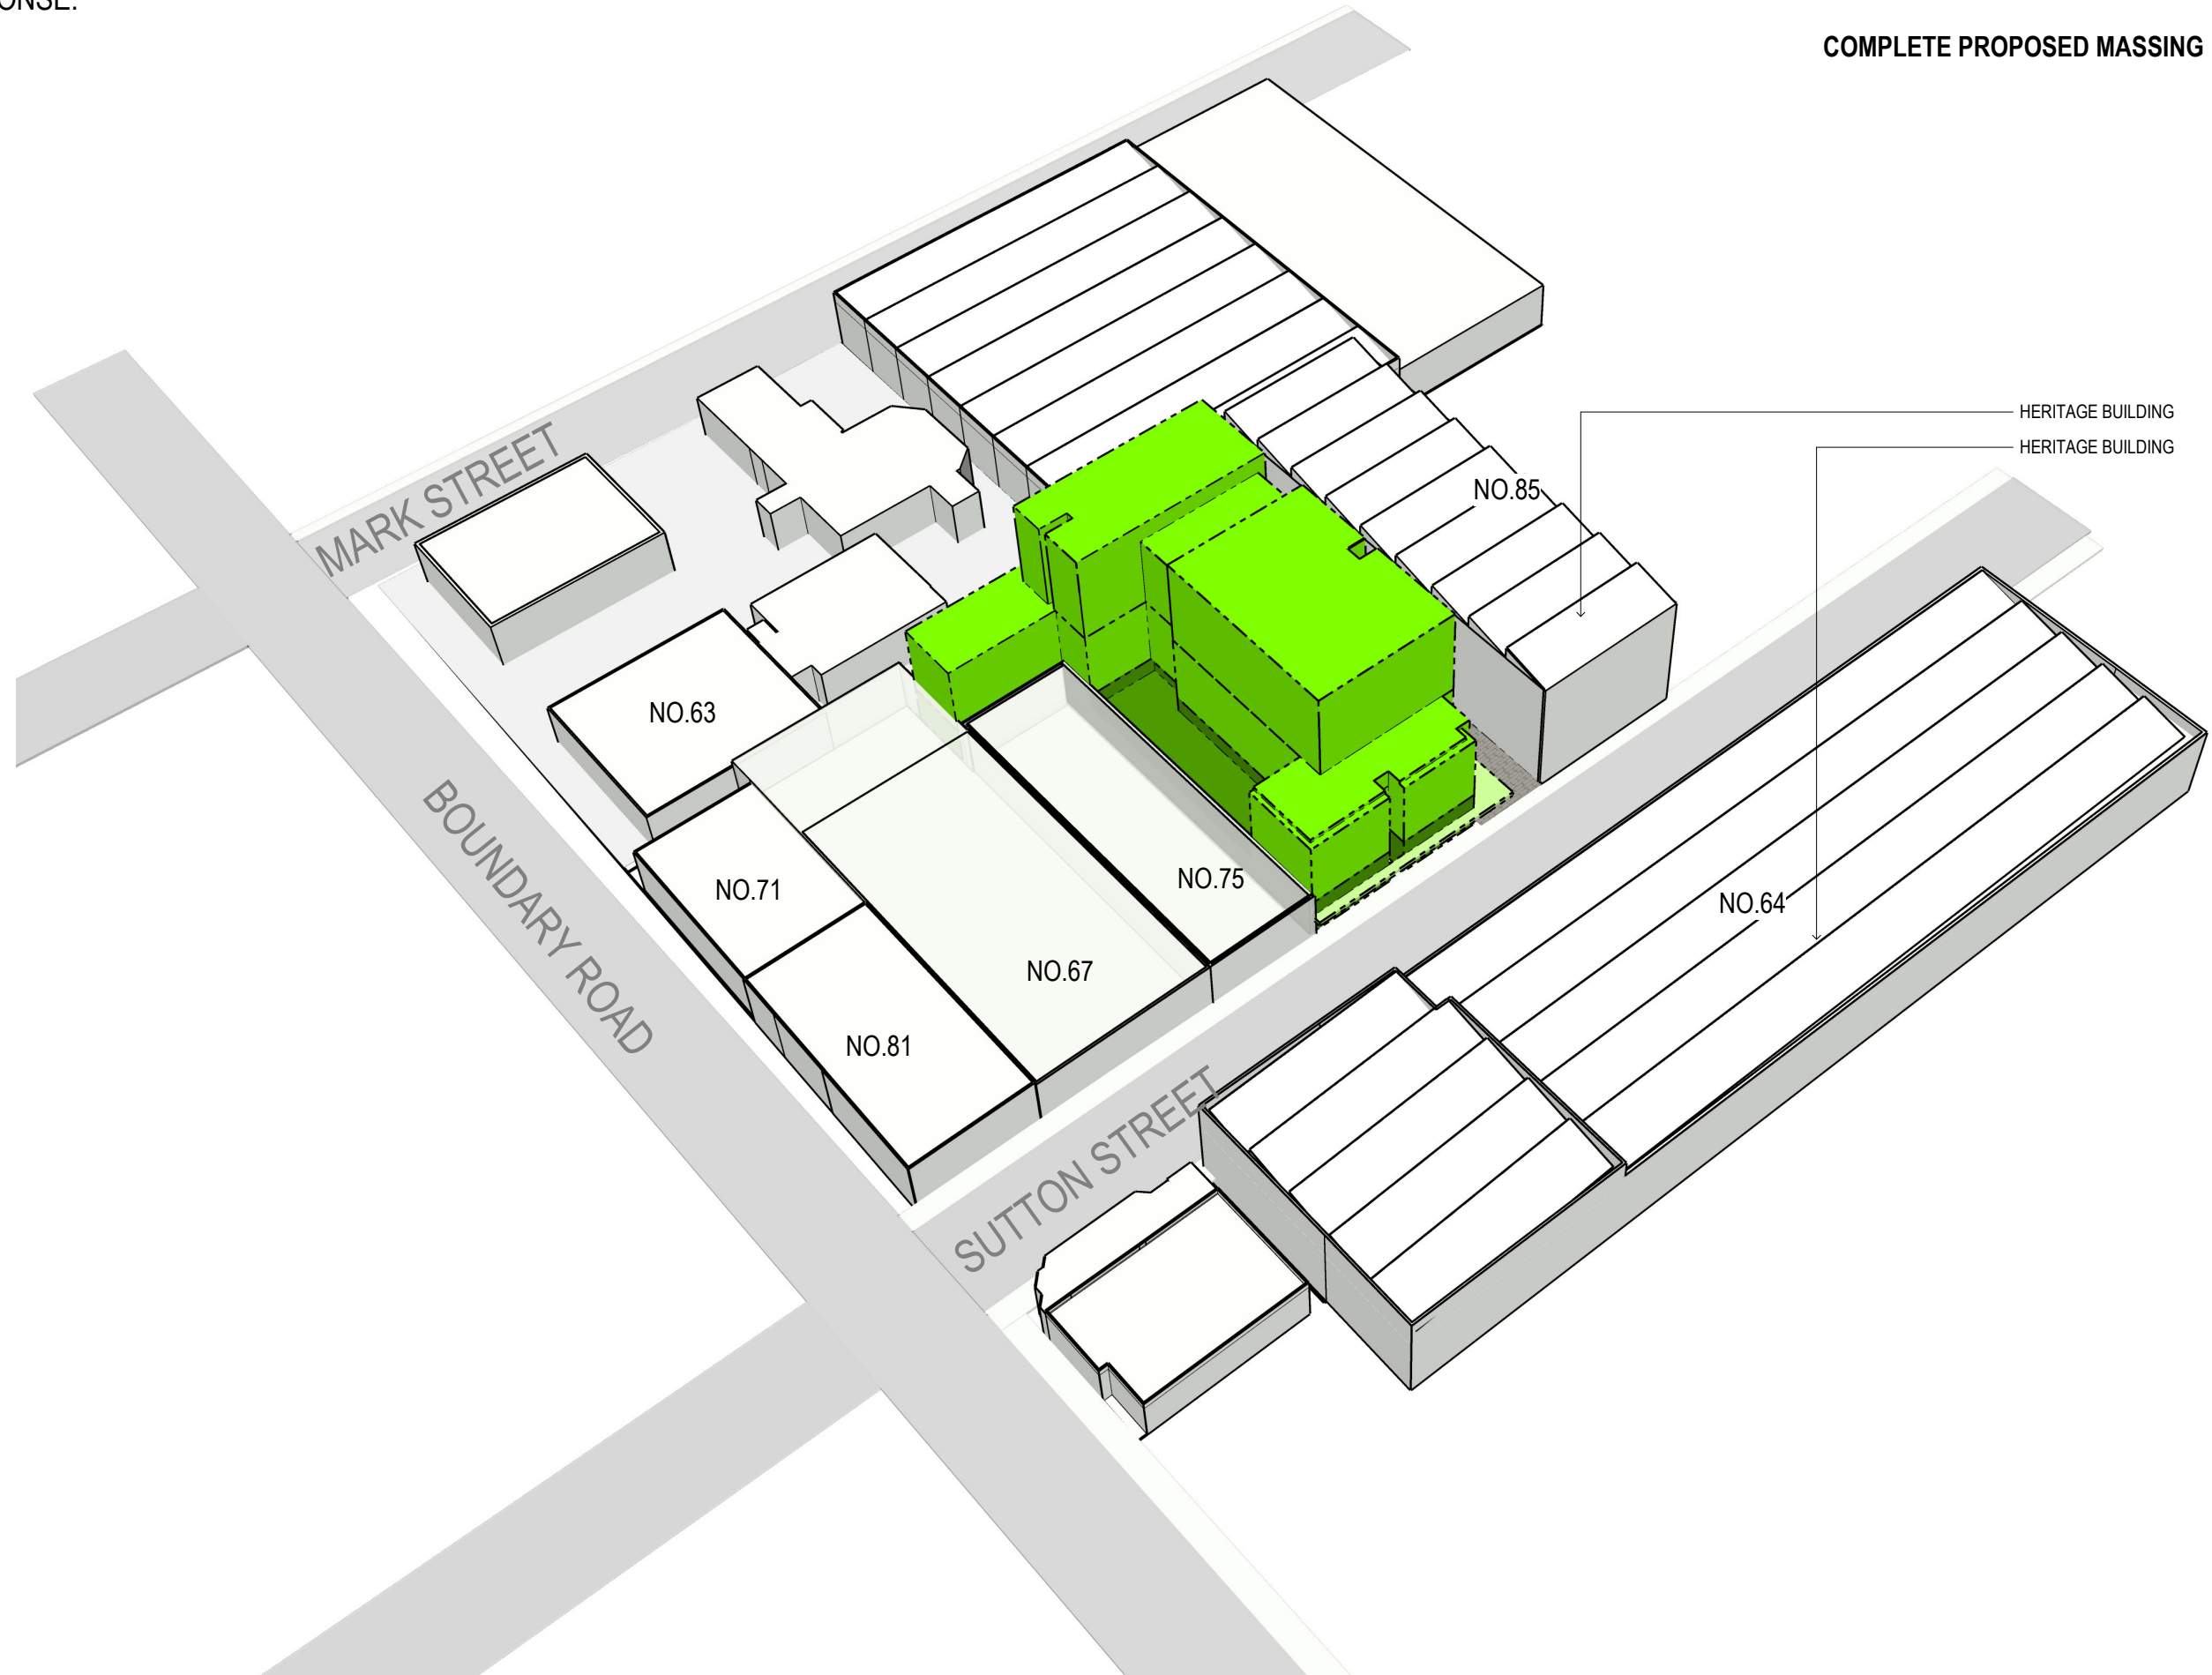 ONSE:
COMPLETE PROPOSED MASSING
HERITAGE BUILDING
HERITAGE BUILDING
NO.85
MARK STREET
NO.63
NO.71
NO.75
NO.64
BOUNDARY ROAD
NO.67
NO.81
SUTTON STREET